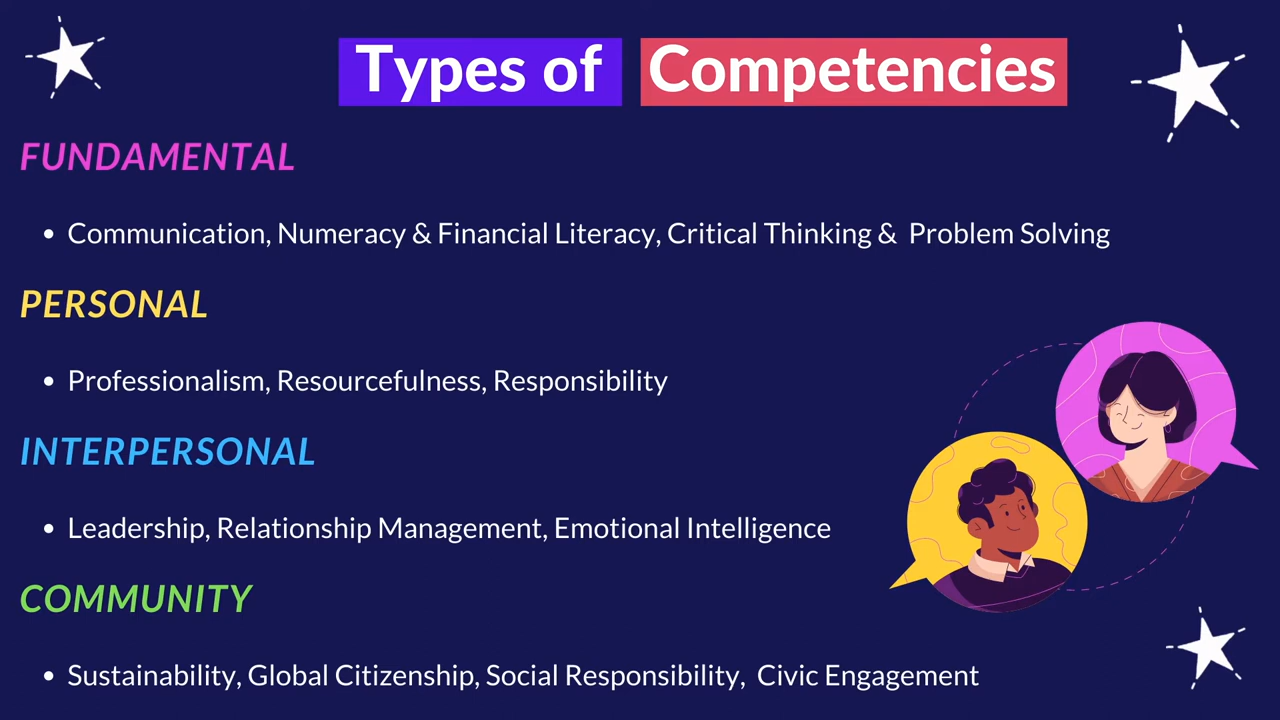 Types of Competencies
FUNDAMENTAL
• Communication, Numeracy & Financial Literacy, Critical Thinking &  Problem Solving
PERSONAL
• Professionalism, Resourcefulness, Responsibility
INTERPERSONAL
• Leadership, Relationship Management, Emotional Intelligence
COMMUNITY
• Sustainability, Global Citizenship, Social Responsibility,  Civic Engagement